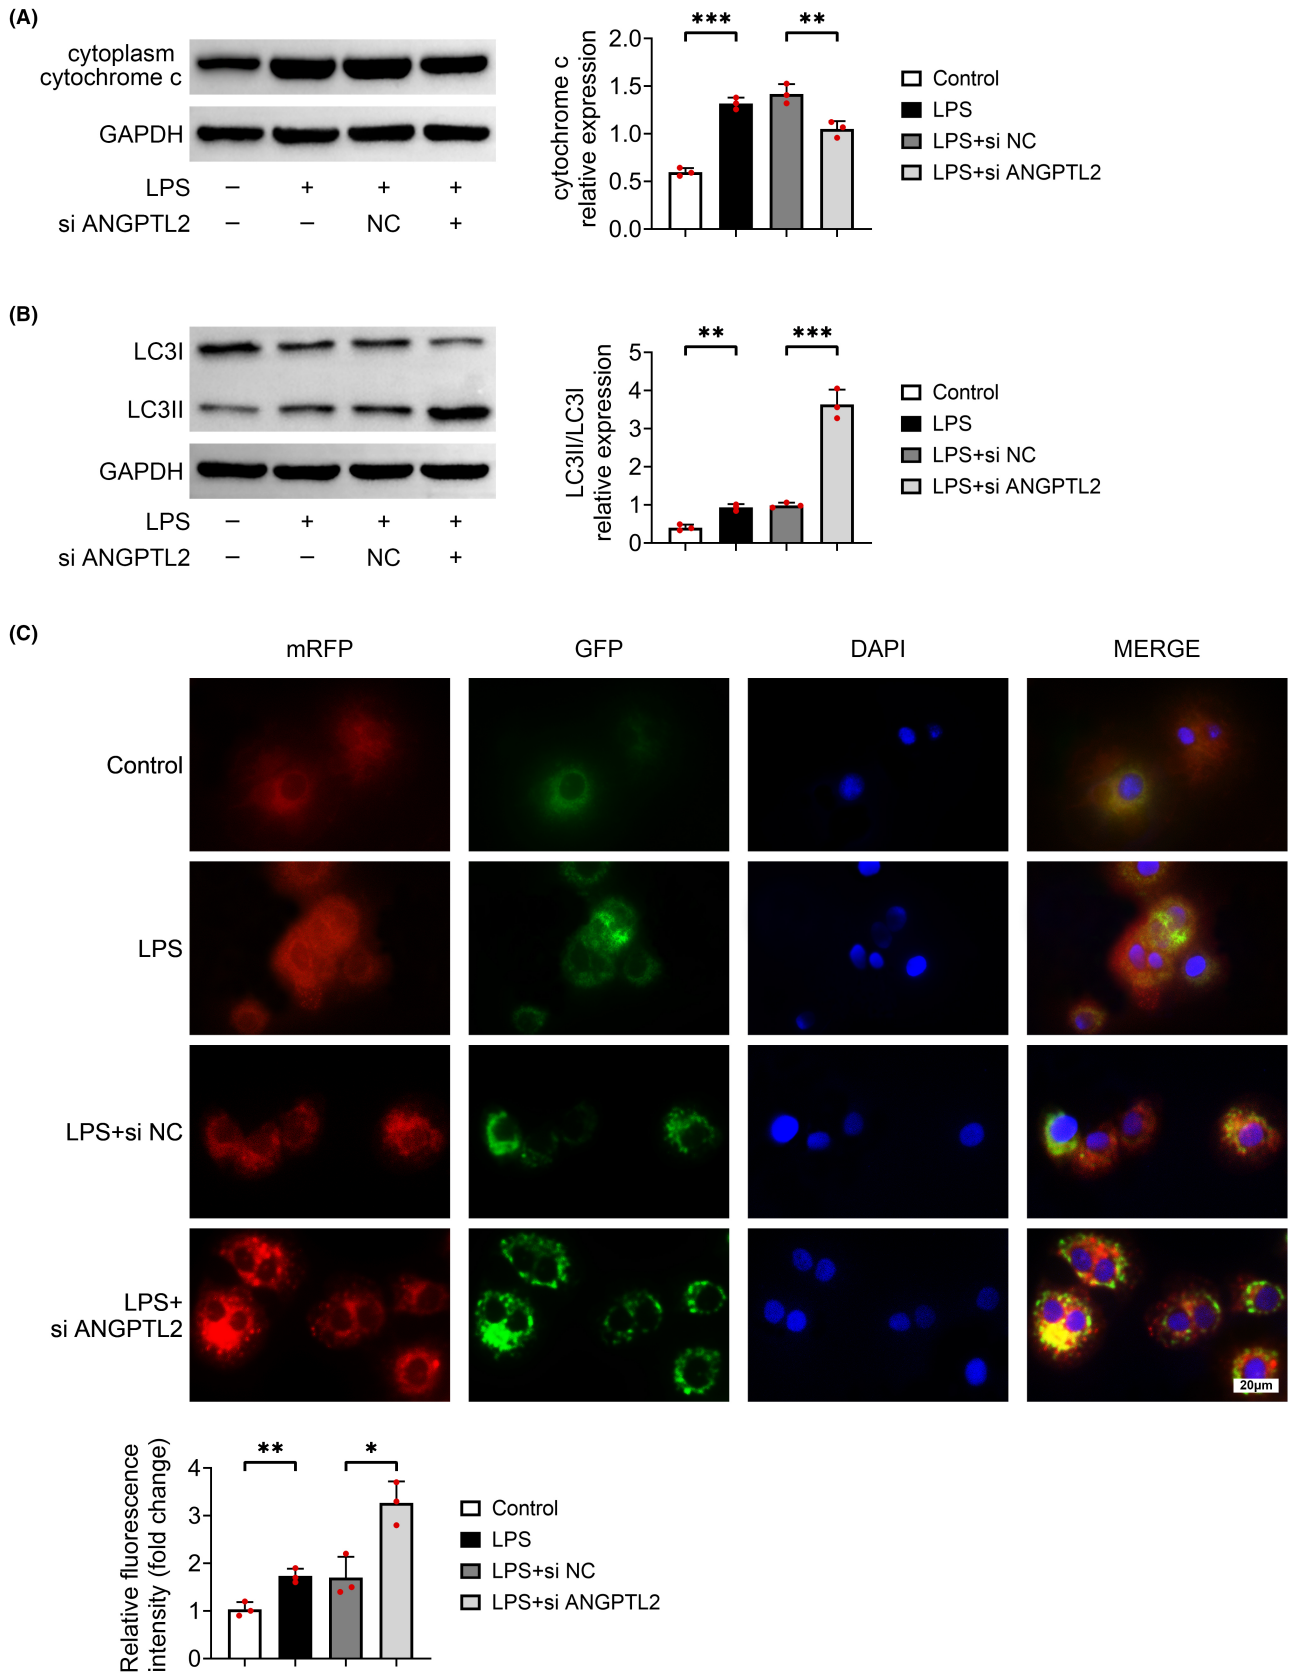 (A)
cytoplasm
cytochrome c
GAPDH
LPS − + + +
si ANGPTL2 − − NC +
cytochrome c
relative expression
2.0
1.5
1.0
0.5
0.0
*** **
Control
LPS
LPS+si NC
LPS+si ANGPTL2
(B)
LC3I
LC3II
GAPDH
LPS − + + +
si ANGPTL2 − − NC +
LC3II/LC3I
relative expression
5
4
3
2
1
0
** ***
Control
LPS
LPS+si NC
LPS+si ANGPTL2
(C)
mRFP GFP DAPI MERGE
Control
LPS
LPS+si NC
LPS+
si ANGPTL2
20μm
Relative fluorescence
intensity (fold change)
4
3
2
1
0
** *
Control
LPS
LPS+si NC
LPS+si ANGPTL2